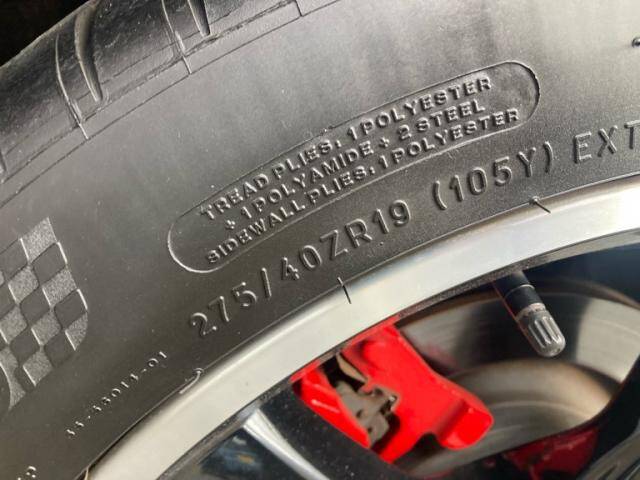 TREAD PLIES: 1 POLYESTER
+ 1 POLYAMIDE + 2 STEEL
SIDEWALL PLIES: 1 POLYESTER
275/40ZR19 (105Y) EXT